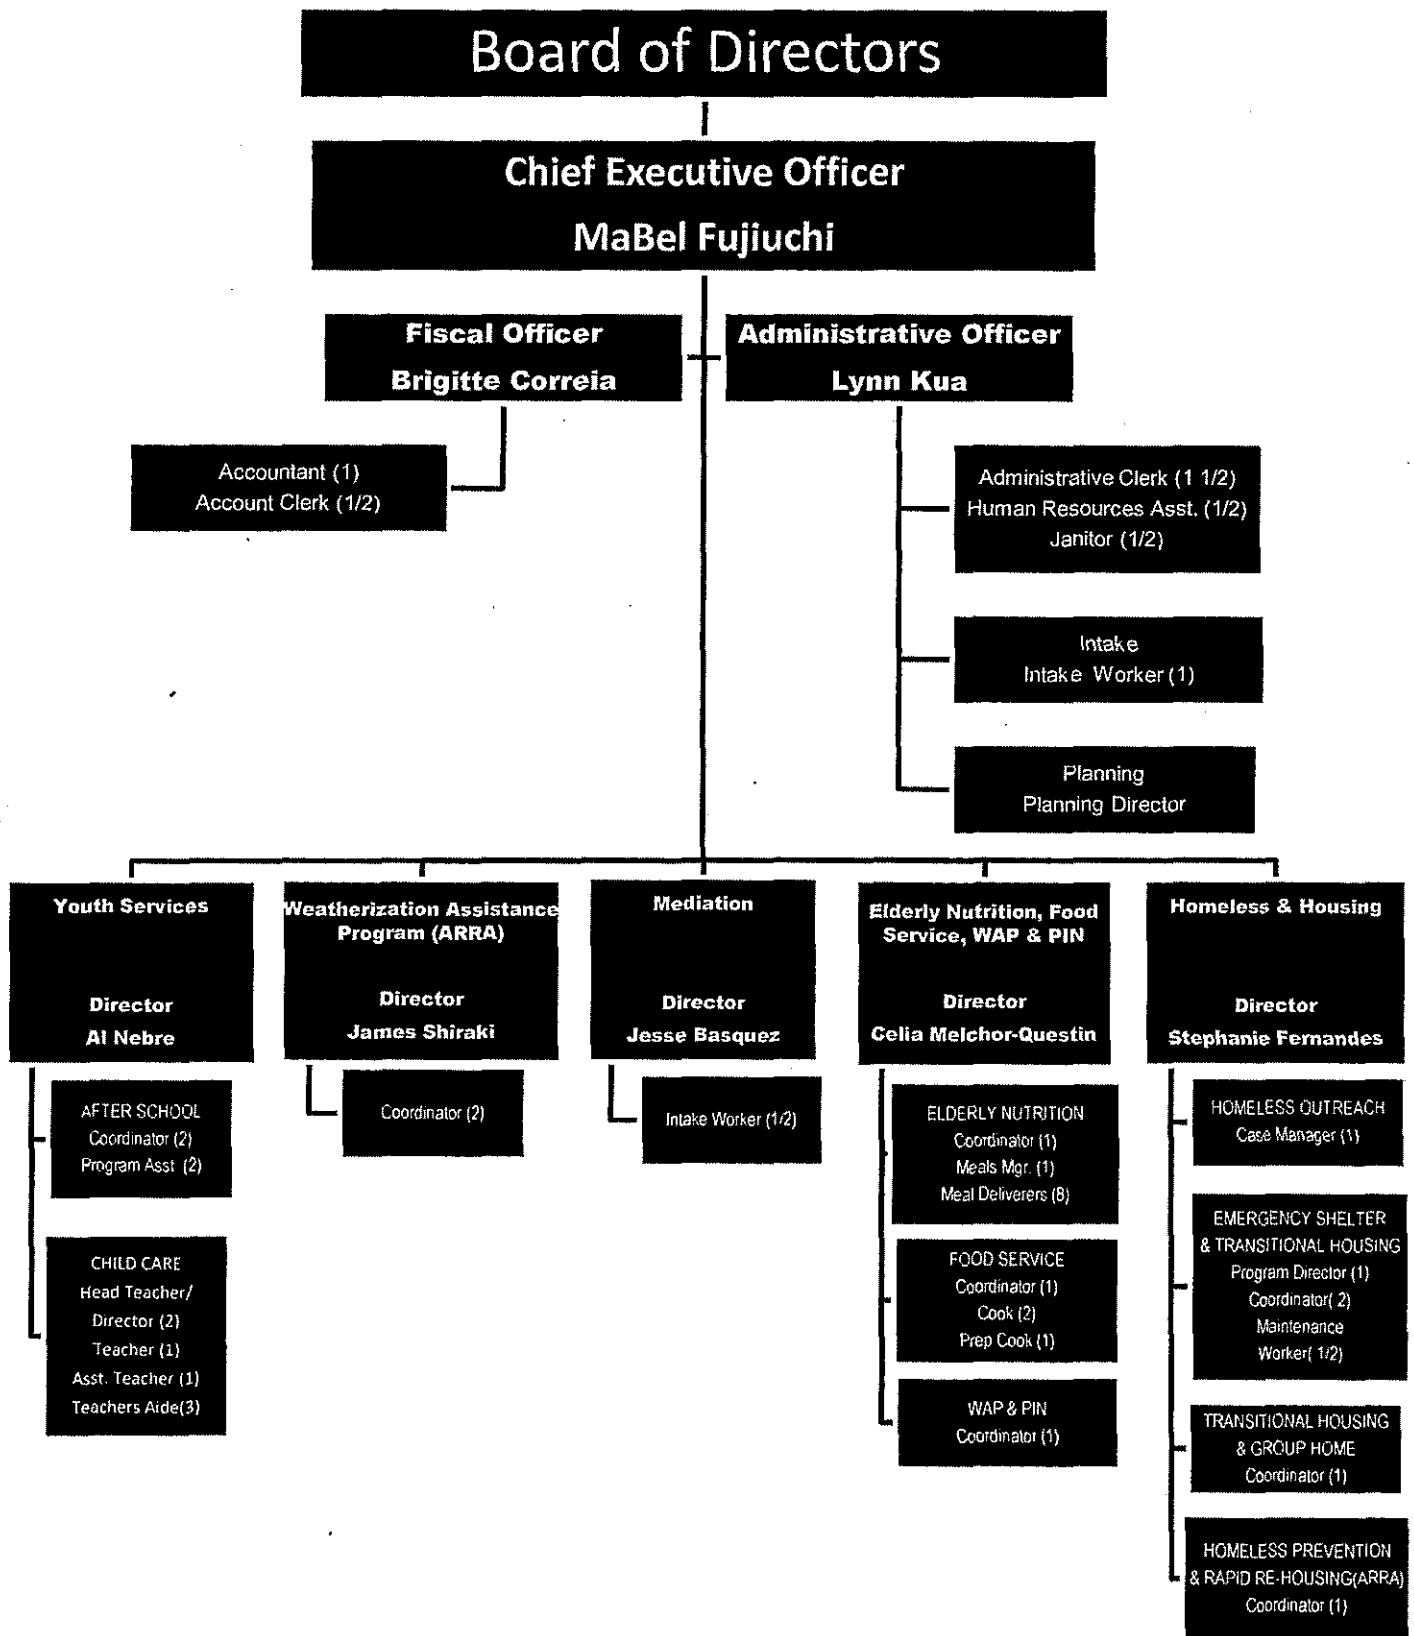 Board of Directors
Chief Executive Officer
MaBel Fujiuchi
Fiscal Officer
Brigitte Correia
Administrative Officer
Lynn Kua
Accountant (1)
Account Clerk (1/2)
Administrative Clerk (1 1/2)
Human Resources Asst. (1/2)
Janitor (1/2)
Intake
Intake Worker (1)
Planning
Planning Director
Youth Services
Director
Al Nebre
AFTER SCHOOL
Coordinator (2)
Program Asst (2)
CHILD CARE
Head Teacher/
Director (2)
Teacher (1)
Asst. Teacher (1)
Teachers Aide(3)
Weatherization Assistance
Program (ARRA)
Director
James Shiraki
Coordinator (2)
Mediation
Director
Jesse Basquez
Intake Worker (1/2)
Elderly Nutrition, Food
Service, WAP & PIN
Director
Celia Melchor-Questin
ELDERLY NUTRITION
Coordinator (1)
Meals Mgr. (1)
Meal Deliverers (8)
FOOD SERVICE
Coordinator (1)
Cook (2)
Prep Cook (1)
WAP & PIN
Coordinator (1)
Homeless & Housing
Director
Stephanie Fernandes
HOMELESS OUTREACH
Case Manager (1)
EMERGENCY SHELTER
& TRANSITIONAL HOUSING
Program Director (1)
Coordinator( 2)
Maintenance
Worker( 1/2)
TRANSITIONAL HOUSING
& GROUP HOME
Coordinator (1)
HOMELESS PREVENTION
& RAPID RE-HOUSING(ARRA)
Coordinator (1)